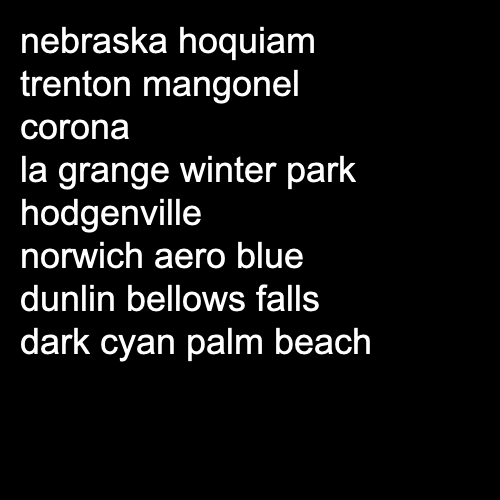 nebraska hoquiam
trenton mangonel
corona
la grange winter park
hodgenville
norwich aero blue
dunlin bellows falls
dark cyan palm beach